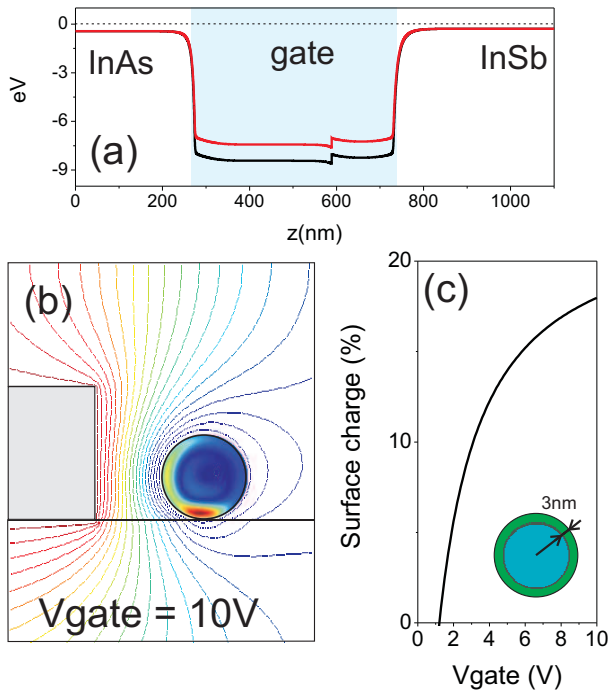 (a)
eV
0
-3
-6
-9
InAs
gate
InSb
0 200 400 600 800 1000
z(nm)
(b)
Vgate = 10V
(c)
Surface charge (%)
20
10
0
3nm
0 2 4 6 8 10
Vgate (V)